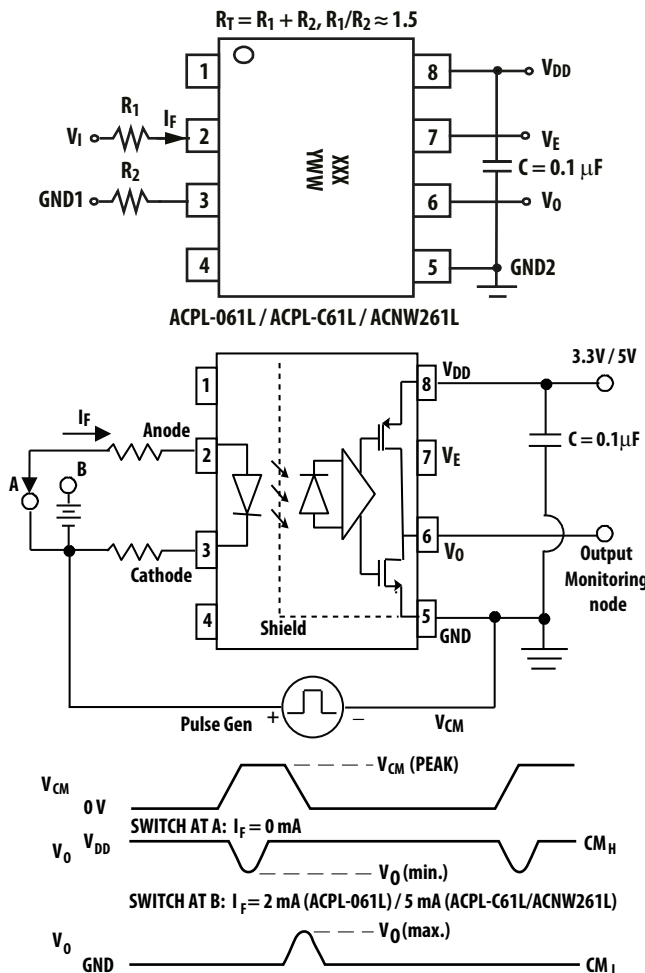 R_T = R_1 + R_2, R_1/R_2 ≈ 1.5
1
8
V_DD
R_1
I_F
V_I
2
7
V_E
XXX
YWW
C = 0.1 μF
R_2
GND1
3
6
V_O
4
5
GND2
ACPL-061L / ACPL-C61L / ACNW261L
3.3V / 5V
1
V_DD
8
I_F
Anode
2
C = 0.1μF
B
V_E
7
A
3
6
V_O
Cathode
Output
Monitoring
node
4
Shield
5
GND
Pulse Gen
+
–
V_CM
V_CM (PEAK)
V_CM
0 V
SWITCH AT A: I_F = 0 mA
V_O
V_DD
CM_H
V_O (min.)
SWITCH AT B: I_F = 2 mA (ACPL-061L) / 5 mA (ACPL-C61L/ACNW261L)
V_O
V_O (max.)
GND
CM_L